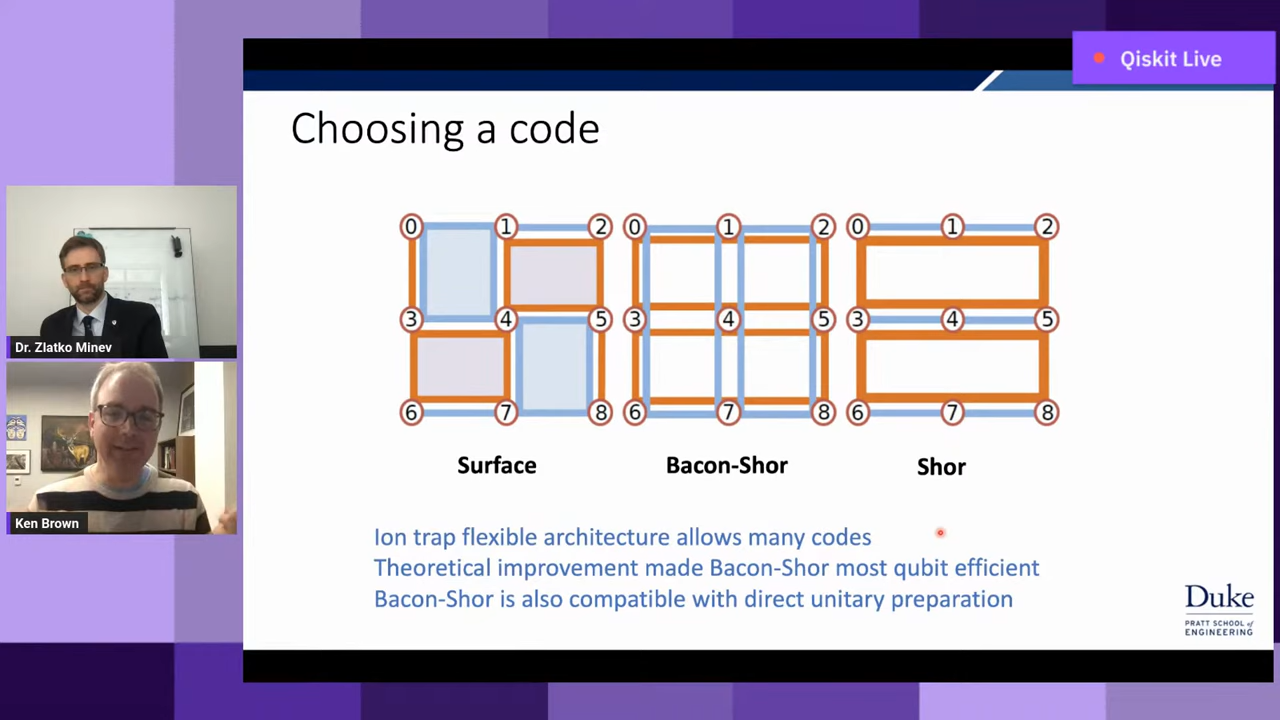 Qiskit Live
Choosing a code
0 1 2 0 1 2 0 1 2
3 4 5 3 4 5 3 4 5
6 7 8 6 7 8 6 7 8
Surface Bacon-Shor Shor
Ion trap flexible architecture allows many codes
Theoretical improvement made Bacon-Shor most qubit efficient
Bacon-Shor is also compatible with direct unitary preparation
Duke
PRATT SCHOOL of
ENGINEERING
Dr. Zlatko Minev
Ken Brown